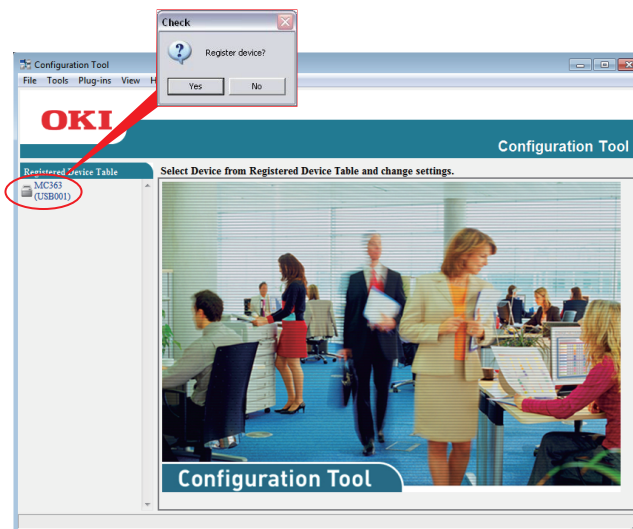 Check
Register device?
Yes No
Configuration Tool
File Tools Plug-ins View H
OKI
Configuration Tool
Registered Device Table
Select Device from Registered Device Table and change settings.
MC363
(USB001)
Configuration Tool